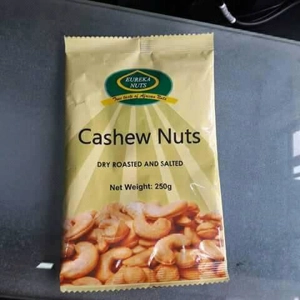 EUREKA
NUTS
Cashew Nuts
DRY ROASTED AND SALTED
Net Weight: 250g